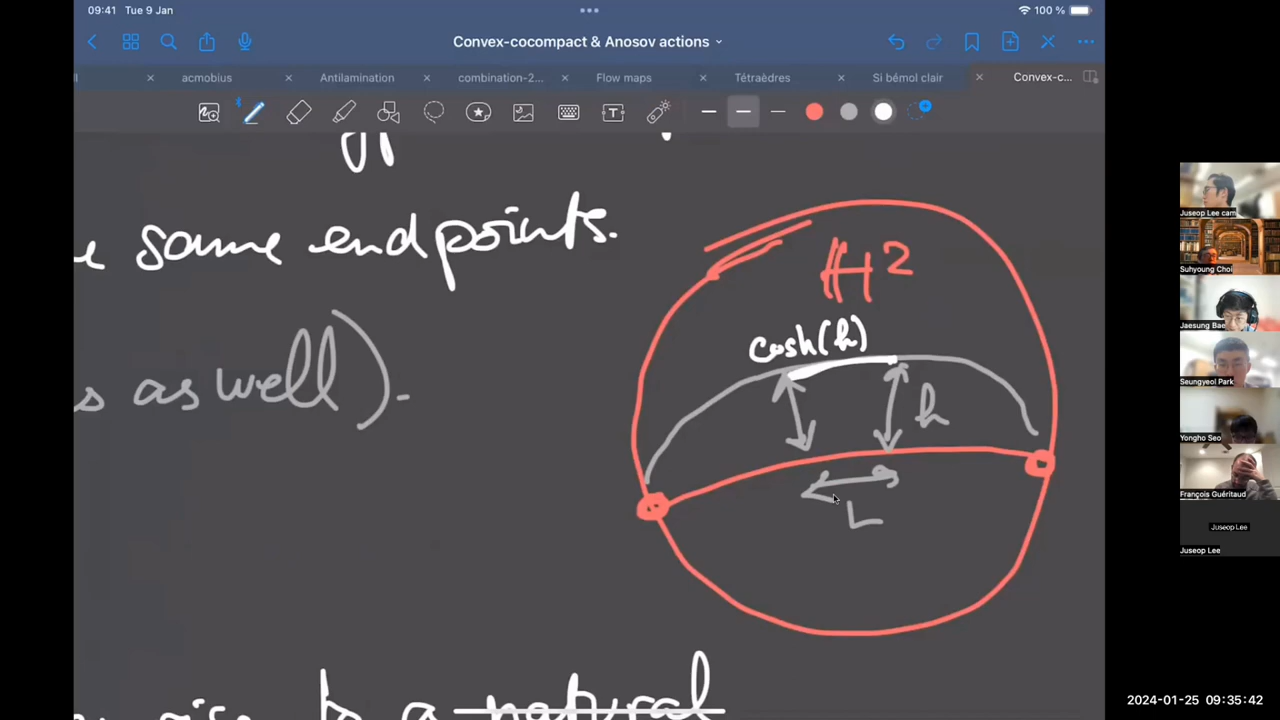 09:41 Tue 9 Jan
100 %
Convex-cocompact & Anosov actions
acmobius
Antilamination
combination-2...
Flow maps
Tétraèdres
Si bémol clair
Convex-c...
same endpoints.
H²
cosh(h)
s as well).
h
L
to a natural
Juseop Lee cam
Suhyoung Choi
Jaesung Bae
Seungyeol Park
Yongho Seo
François Guéritaud
Juseop Lee
Juseop Lee
2024-01-25 09:35:42